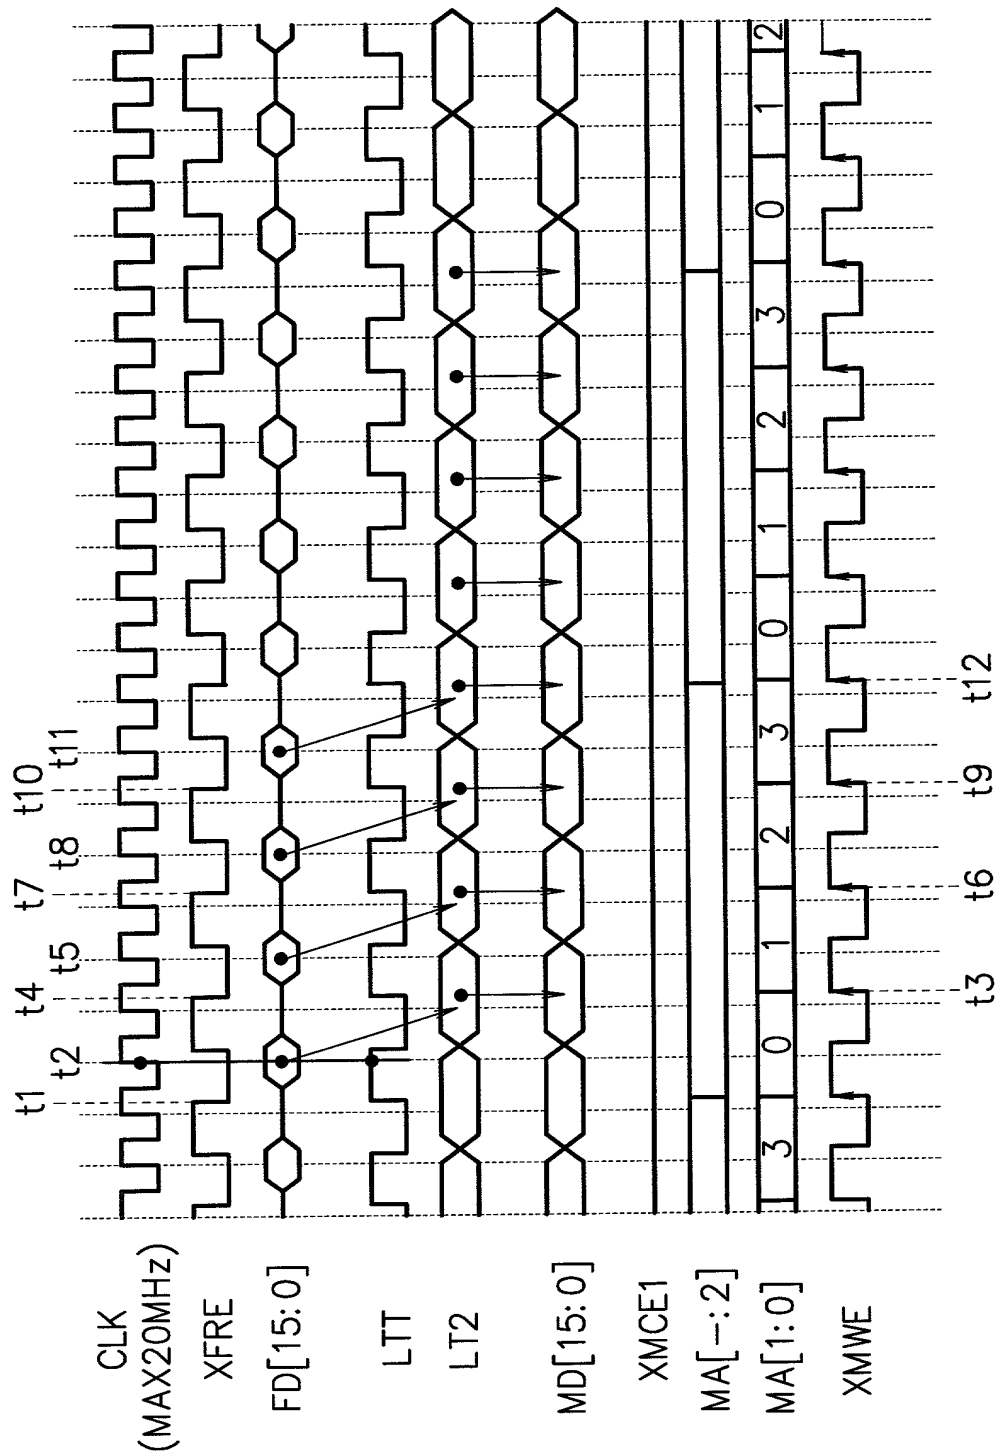 t1 t4 t7 t10
t2 t5 t8 t11
CLK
(MAX20MHz)
XFRE
FD[15:0]
LTT
LT2
MD[15:0]
XMCE1
MA[–:2]
MA[1:0] 3 0 1 2 3 0 1 2 3 0 1 2
XMWE
t3 t6 t9 t12